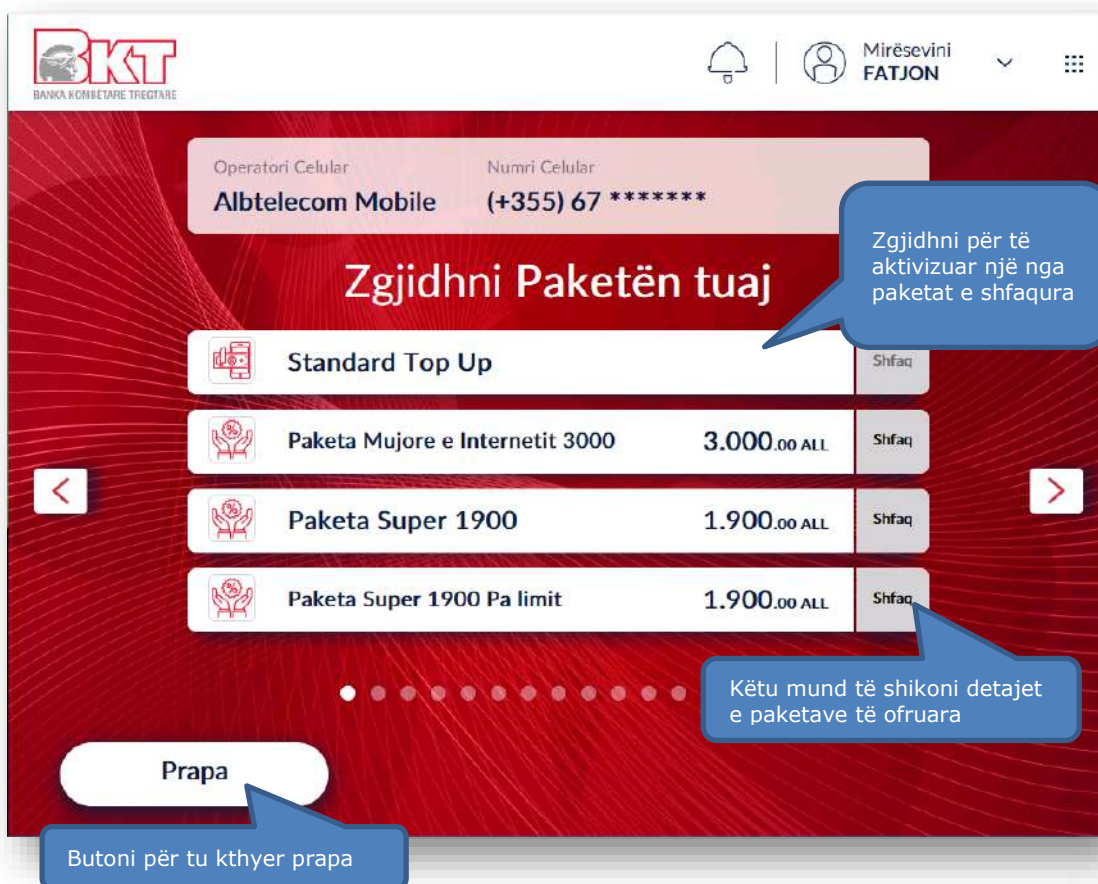 BKT
BANKA KOMBËTARE TREGTARE
Mirësevini
FATJON
Operatori Celular
Numri Celular
Albtelecom Mobile
(+355) 67 *******
Zgjidhni për të
aktivizuar një nga
paketat e shfaqura
Zgjidhni Paketën tuaj
Standard Top Up
Shfaq
Paketa Mujore e Internetit 3000
3.000.00 ALL
Shfaq
Paketa Super 1900
1.900.00 ALL
Shfaq
Paketa Super 1900 Pa limit
1.900.00 ALL
Shfaq
Këtu mund të shikoni detajet
e paketave të ofruara
Prapa
Butoni për tu kthyer prapa